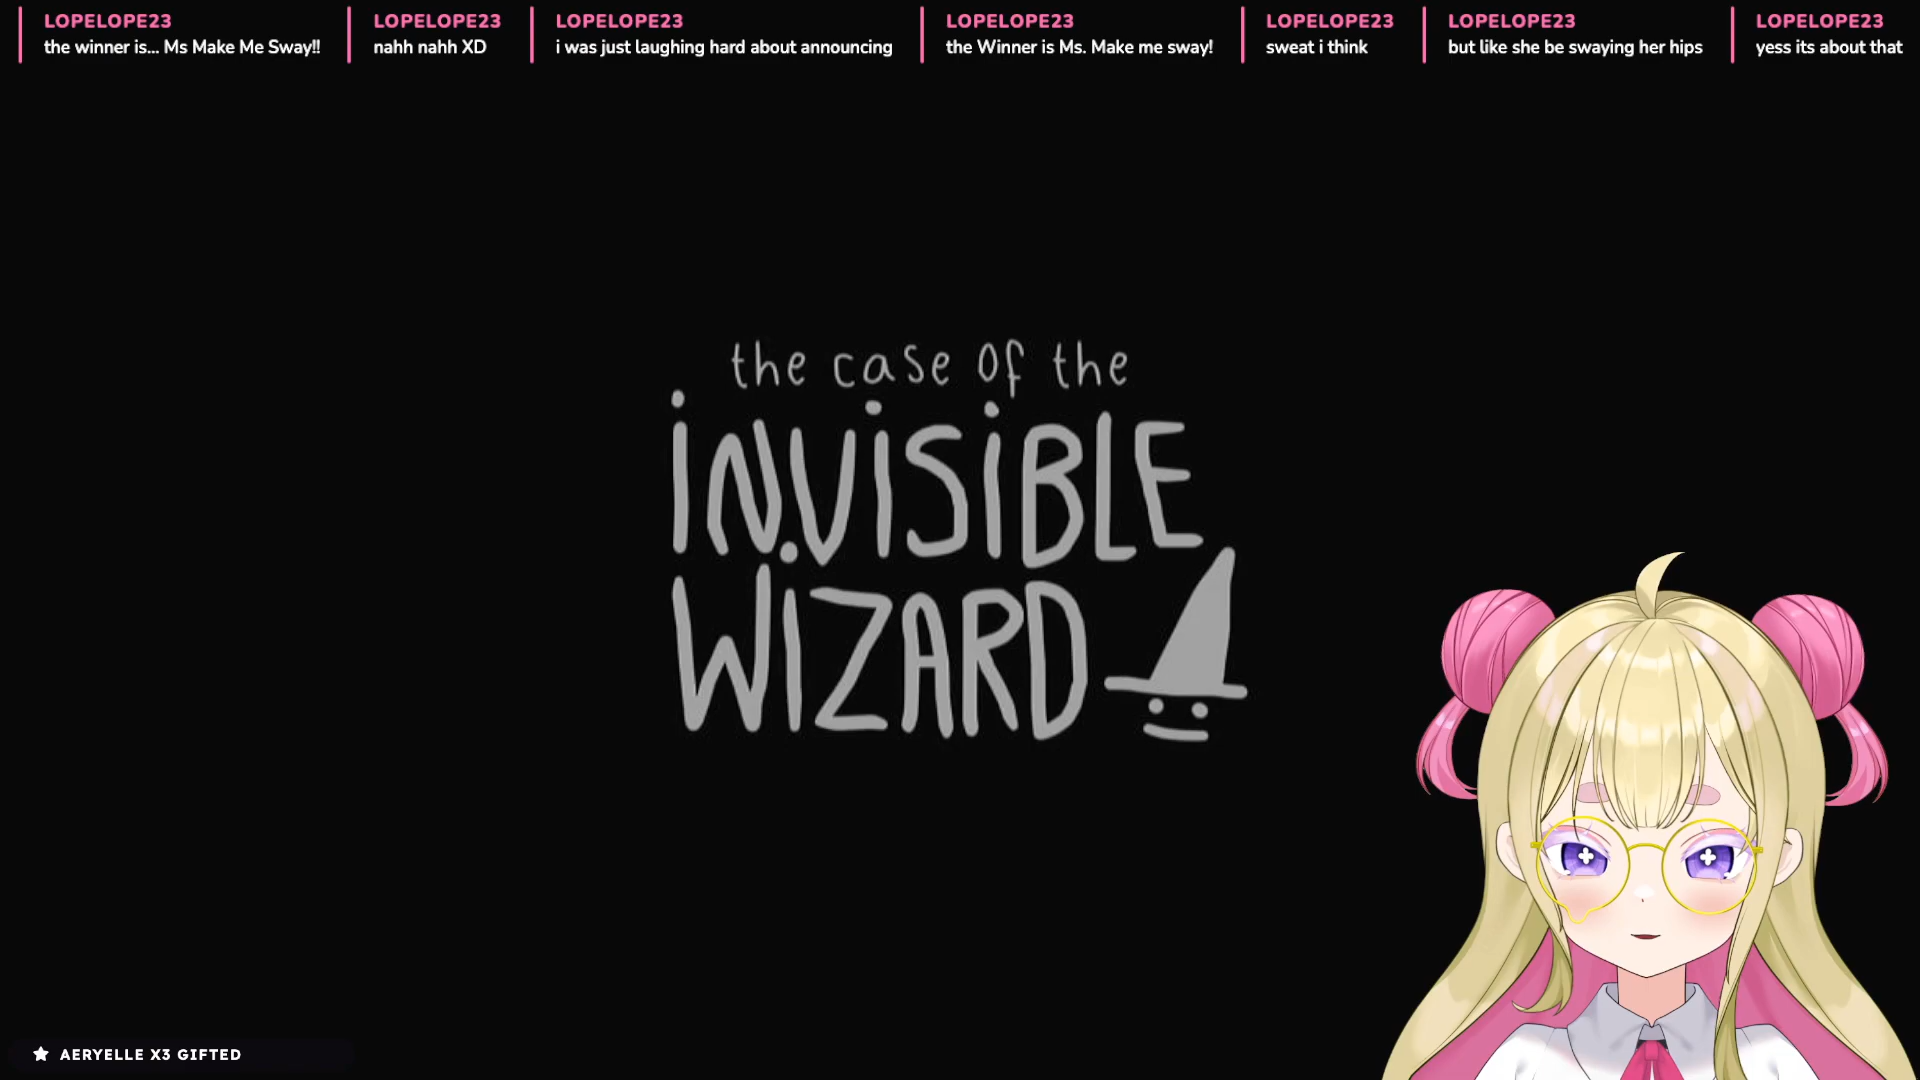 LOPELOPE23
the winner is... Ms Make Me Sway!!
LOPELOPE23
nahh nahh XD
LOPELOPE23
i was just laughing hard about announcing
LOPELOPE23
the Winner is Ms. Make me sway!
LOPELOPE23
sweat i think
LOPELOPE23
but like she be swaying her hips
LOPELOPE23
yess its about that
the case of the
iNViSiBLE
WiZARD
AERYELLE X3 GIFTED